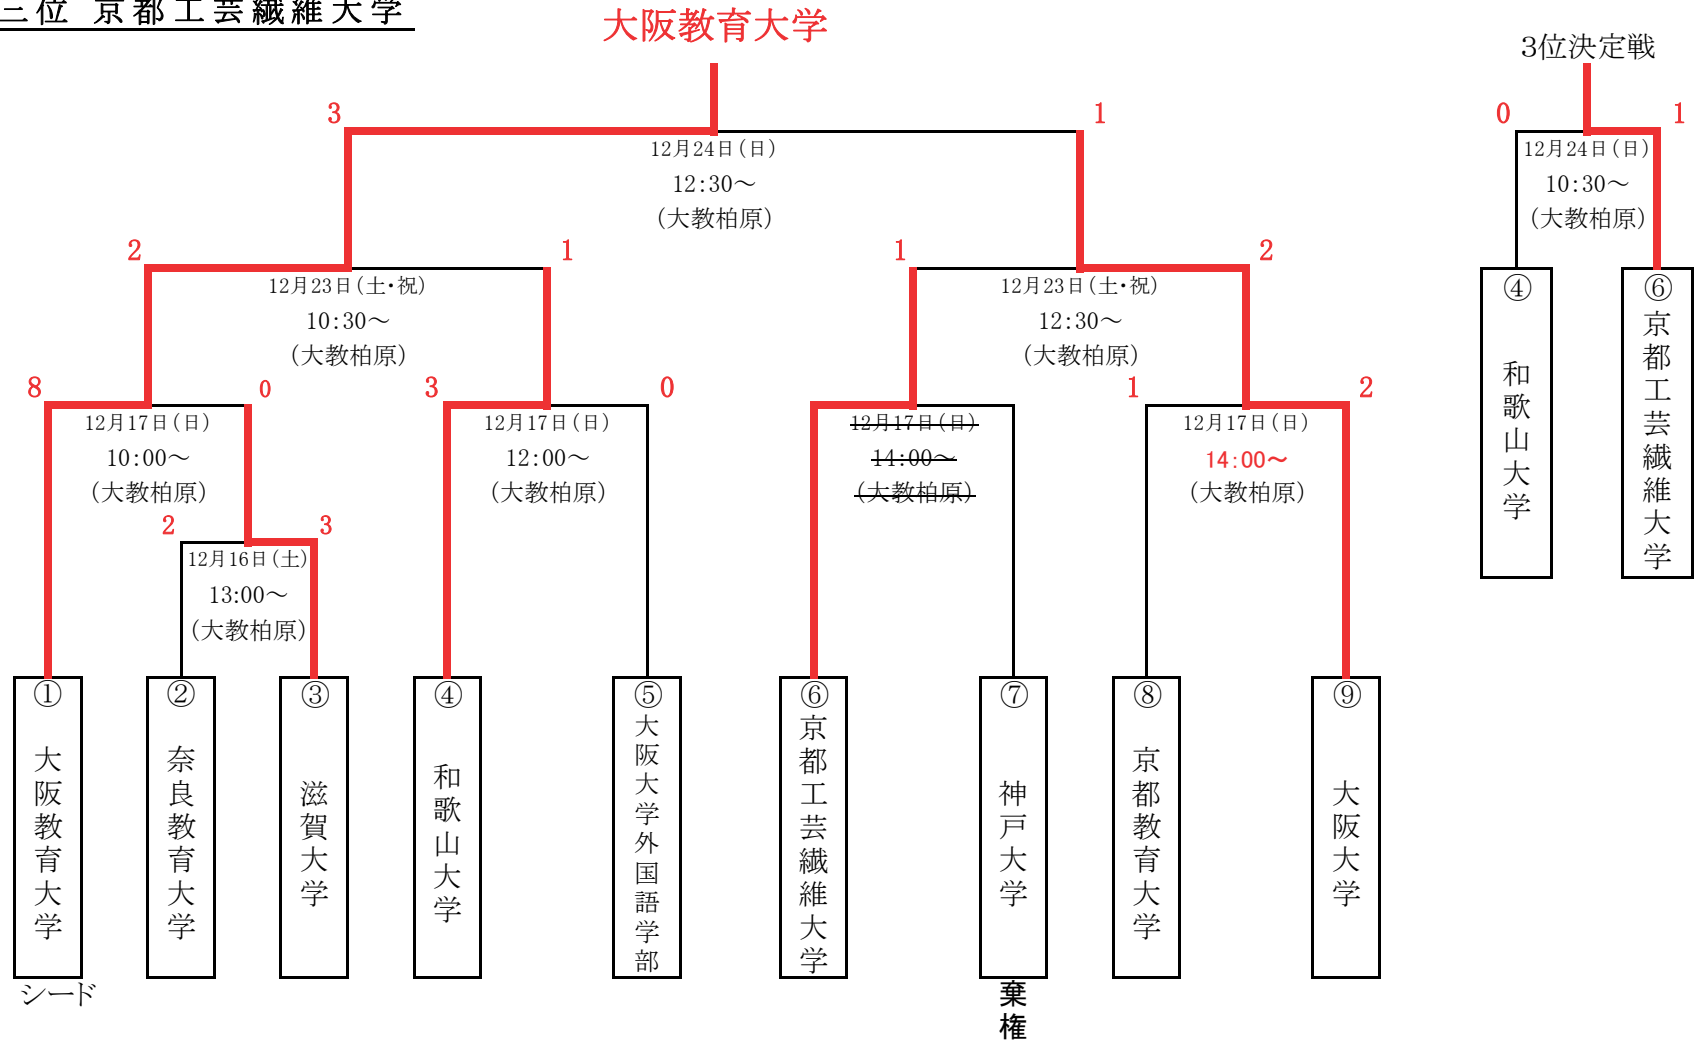 三位 京都工芸繊維大学
大阪教育大学
3位決定戦
3
1
0
1
12月24日（日）
12:30～
（大教柏原）
12月24日（日）
10:30～
（大教柏原）
2
1
1
2
12月23日（土・祝）
10:30～
（大教柏原）
12月23日（土・祝）
12:30～
（大教柏原）
④
和歌山大学
⑥
京都工芸繊維大学
8
0
3
0
1
2
12月17日（日）
10:00～
（大教柏原）
12月17日（日）
12:00～
（大教柏原）
12月17日（日）
14:00～
（大教柏原）
12月17日（日）
14:00～
（大教柏原）
2
3
12月16日（土）
13:00～
（大教柏原）
①
大阪教育大学
シード
②
奈良教育大学
③
滋賀大学
④
和歌山大学
⑤
大阪大学外国語学部
⑥
京都工芸繊維大学
⑦
神戸大学
棄権
⑧
京都教育大学
⑨
大阪大学